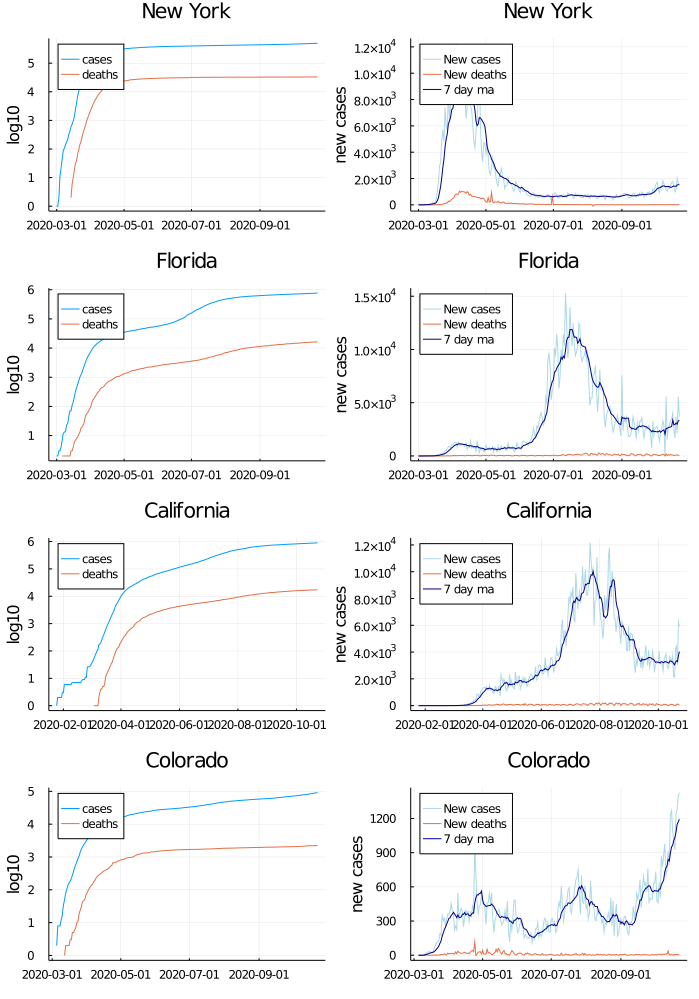 New York
New York
log10
5
4
3
2
1
0
cases
deaths
2020-03-01
2020-05-01
2020-07-01
2020-09-01
new cases
1.2×10⁴
1.0×10⁴
8.0×10³
6.0×10³
4.0×10³
2.0×10³
0
New cases
New deaths
7 day ma
2020-03-01
2020-05-01
2020-07-01
2020-09-01
Florida
Florida
log10
6
5
4
3
2
1
cases
deaths
2020-03-01
2020-05-01
2020-07-01
2020-09-01
new cases
1.5×10⁴
1.0×10⁴
5.0×10³
0
New cases
New deaths
7 day ma
2020-03-01
2020-05-01
2020-07-01
2020-09-01
California
California
log10
6
5
4
3
2
1
0
cases
deaths
2020-02-01
2020-04-01
2020-06-01
2020-08-01
2020-10-01
new cases
1.2×10⁴
1.0×10⁴
8.0×10³
6.0×10³
4.0×10³
2.0×10³
0
New cases
New deaths
7 day ma
2020-02-01
2020-04-01
2020-06-01
2020-08-01
2020-10-01
Colorado
Colorado
log10
5
4
3
2
1
0
cases
deaths
2020-03-01
2020-05-01
2020-07-01
2020-09-01
new cases
1200
900
600
300
0
New cases
New deaths
7 day ma
2020-03-01
2020-05-01
2020-07-01
2020-09-01